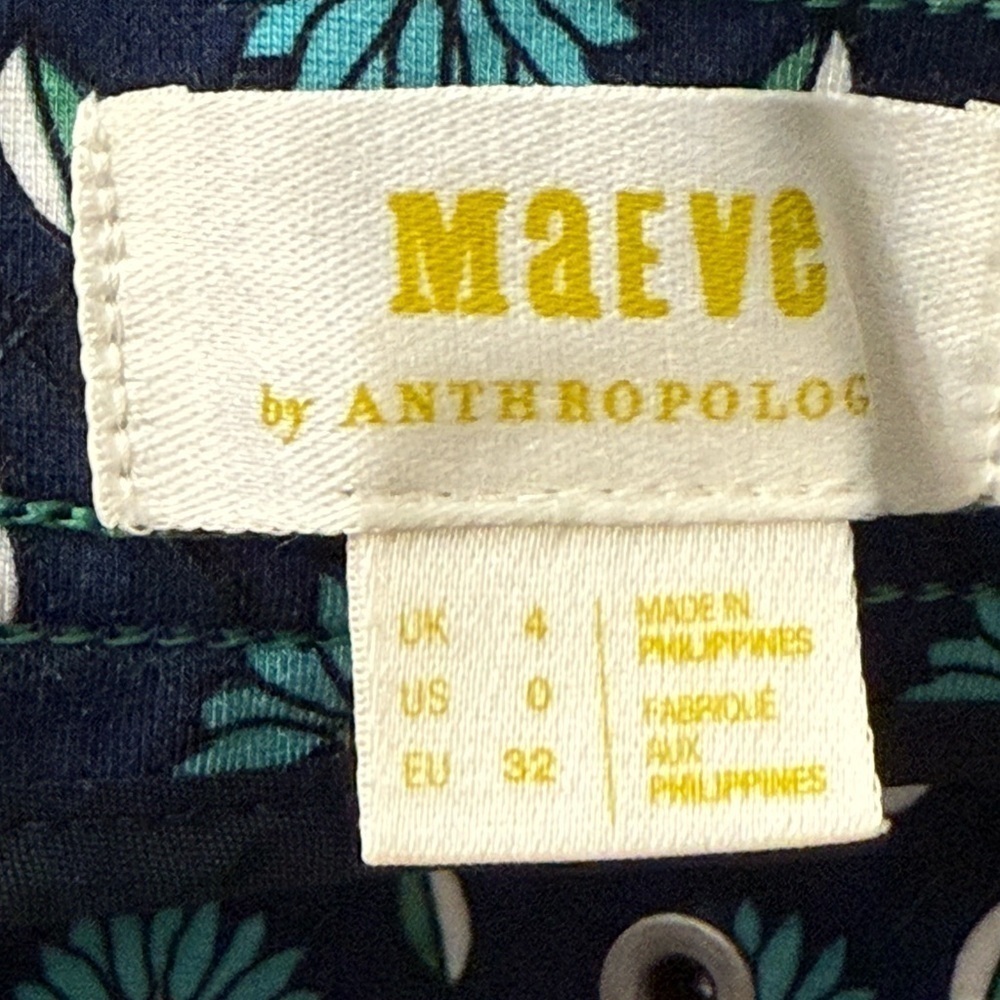 MaEVe
by ANTHROPOLOG
UK 4
US 0
EU 32
MADE IN
PHILIPPINES
FABRIQUÉ
AUX
PHILIPPINES